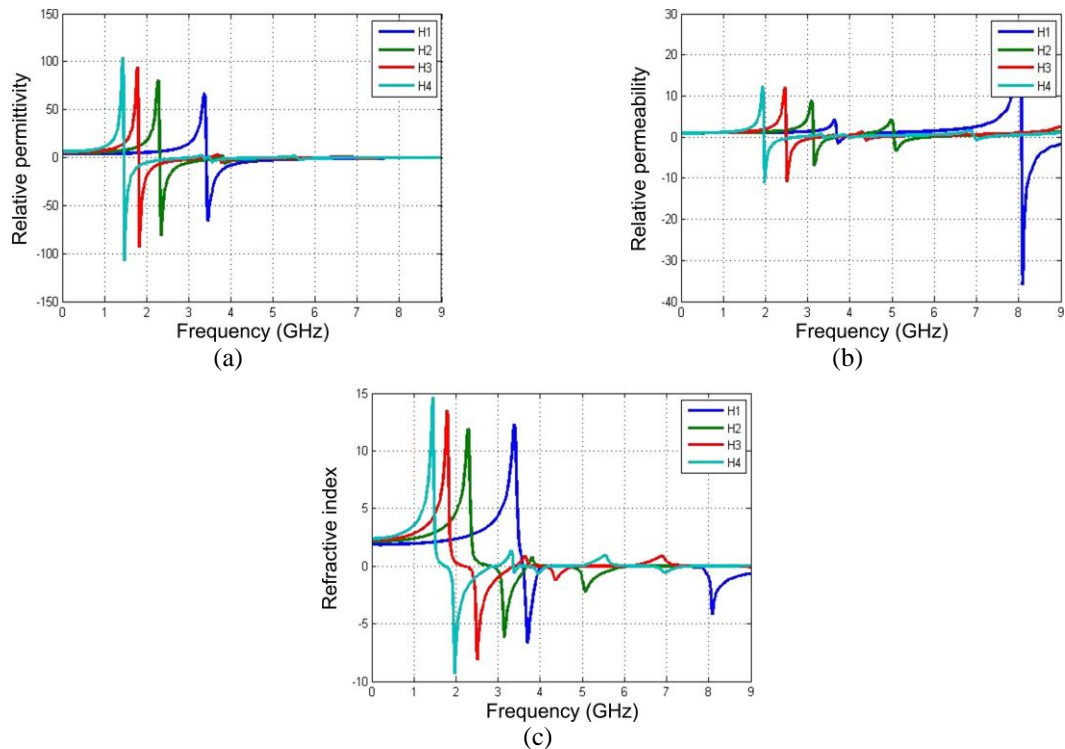 150
100
50
0
-50
-100
-150
0 1 2 3 4 5 6 7 8 9
Relative permittivity
Frequency (GHz)
H1
H2
H3
H4
(a)
40
30
20
10
0
-10
-20
-30
-40
0 1 2 3 4 5 6 7 8 9
Relative permeability
Frequency (GHz)
H1
H2
H3
H4
(b)
15
10
5
0
-5
-10
0 1 2 3 4 5 6 7 8 9
Refractive index
Frequency (GHz)
H1
H2
H3
H4
(c)